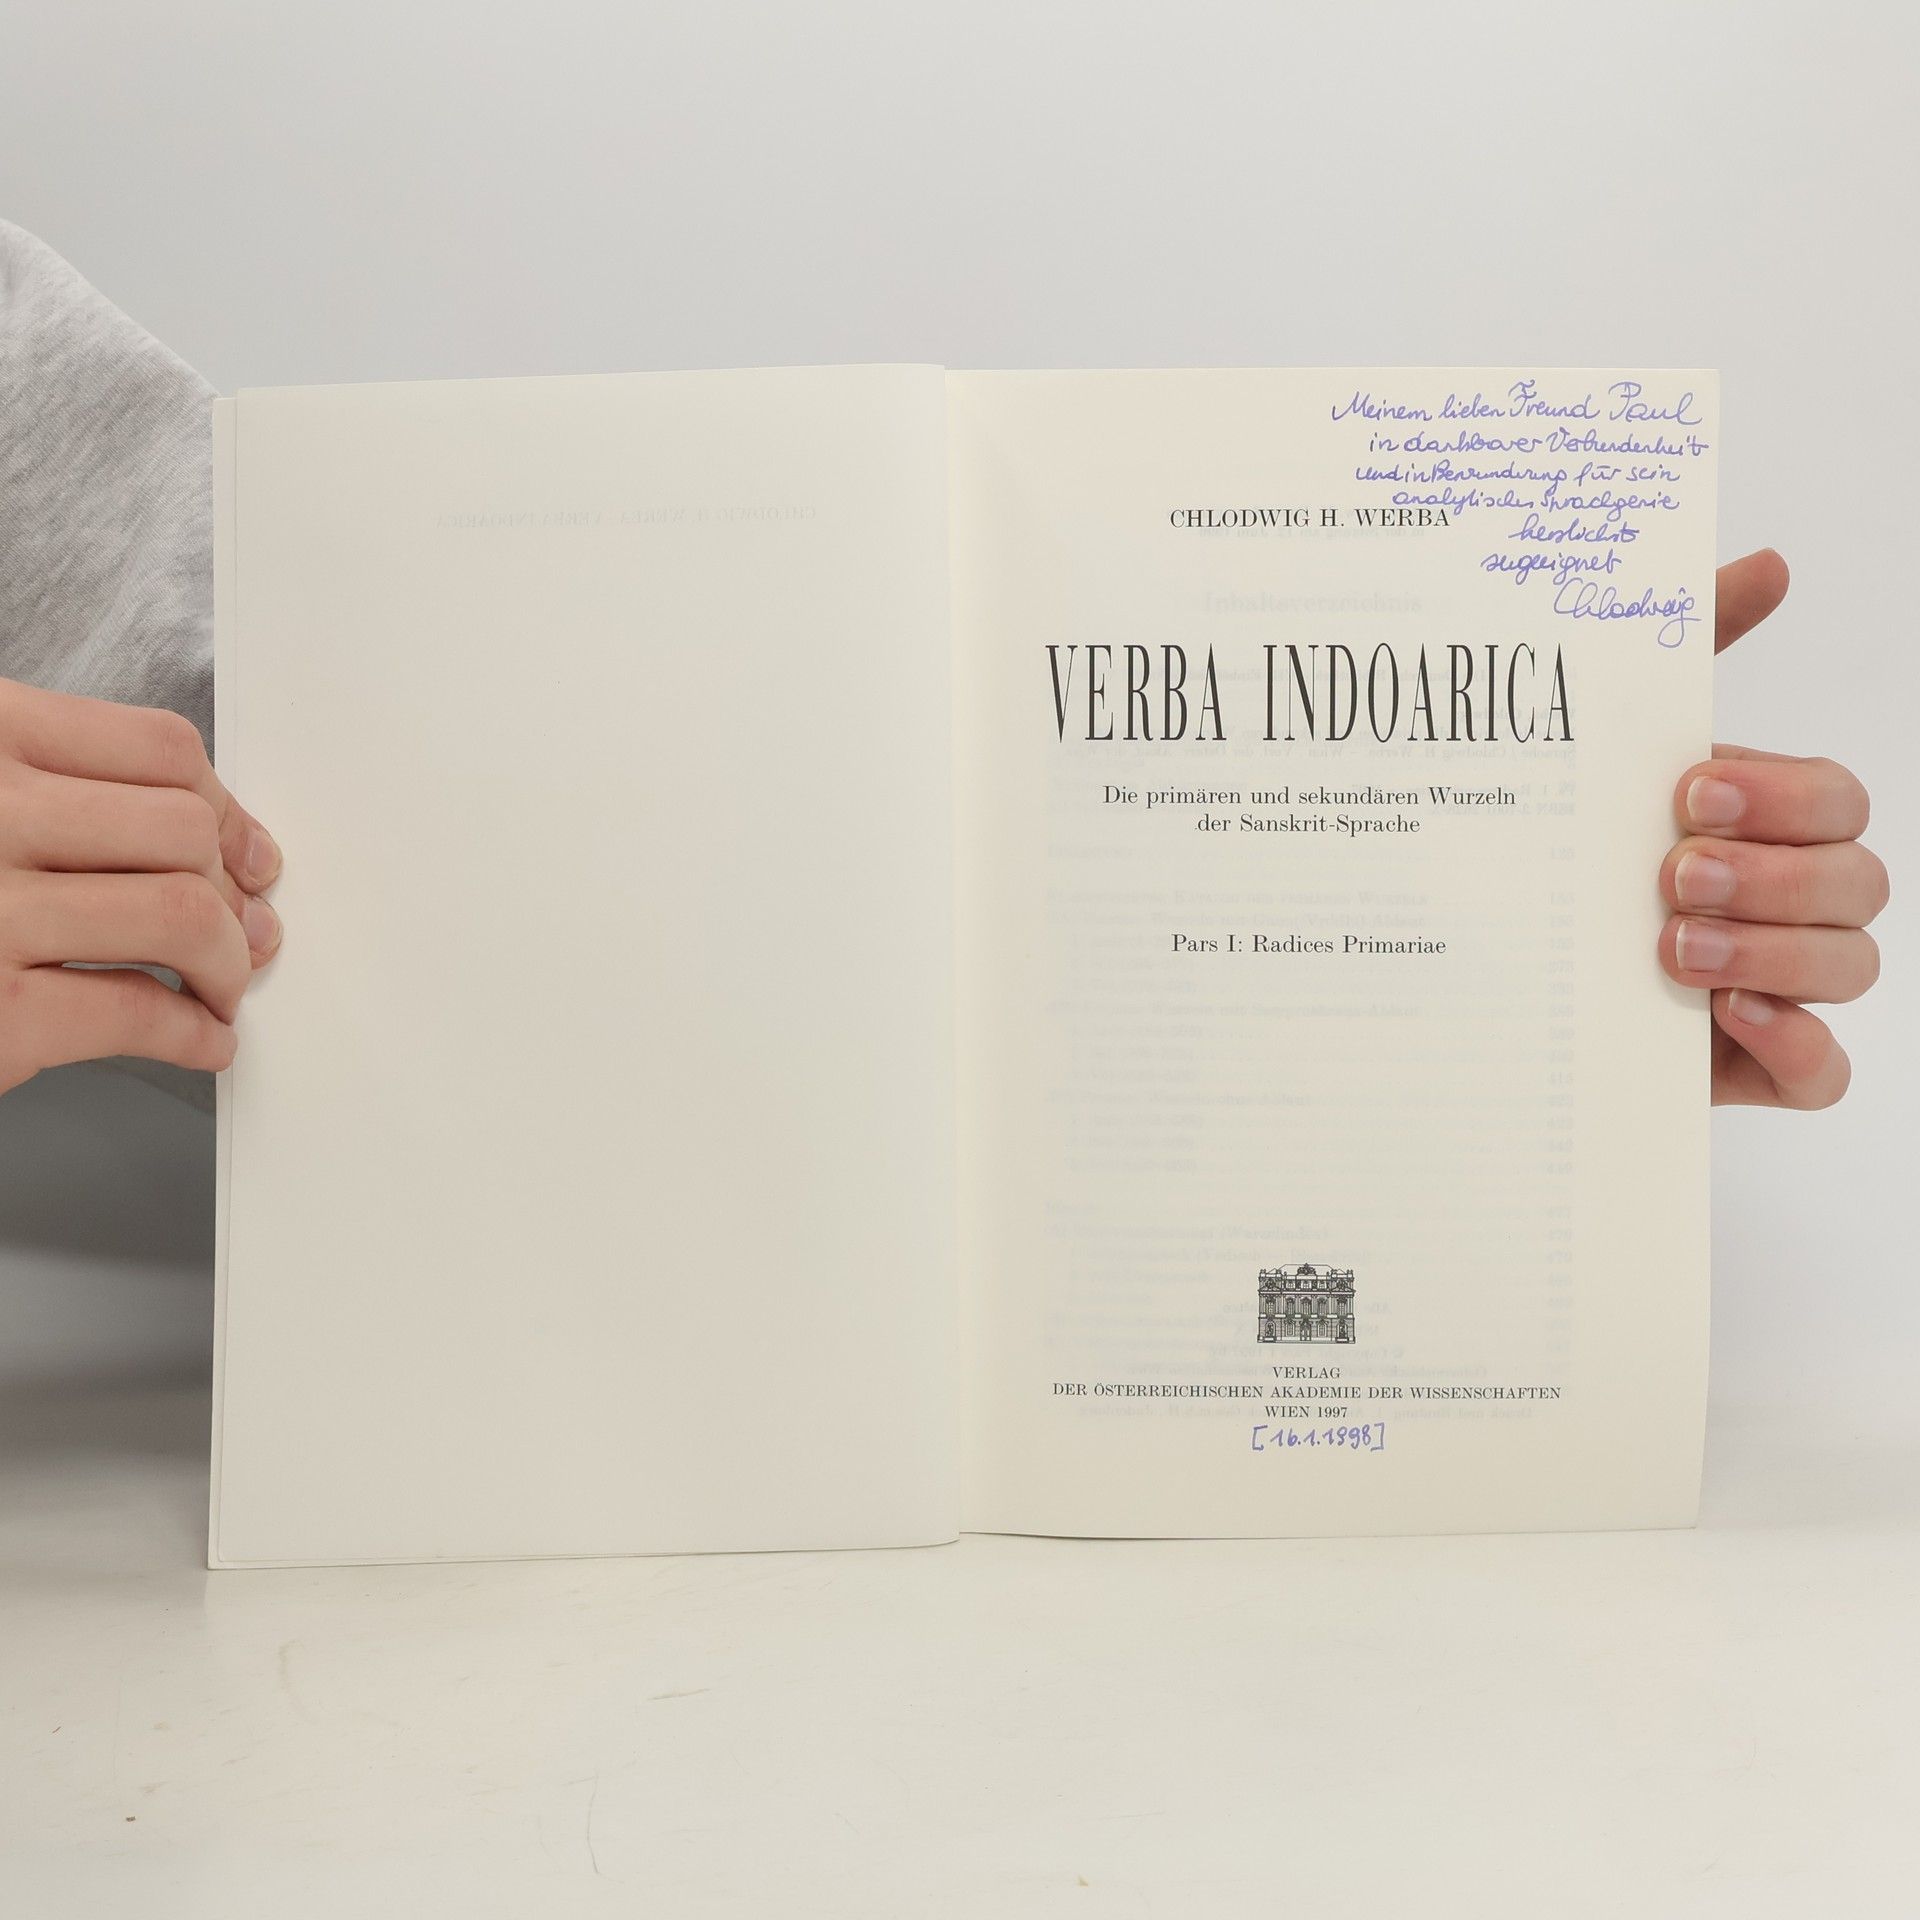 Meinem lieben Freund Paul
in dankbarer Verbundenheit
und in Bewunderung für sein
analytisches Sprachgenie
herzlichst
zugeeignet
Chlodwig
CHLODWIG H. WERBA
VERBA INDOARICA
Die primären und sekundären Wurzeln
der Sanskrit-Sprache
Pars I: Radices Primariae
VERLAG
DER ÖSTERREICHISCHEN AKADEMIE DER WISSENSCHAFTEN
WIEN 1997
[16.1.1998]